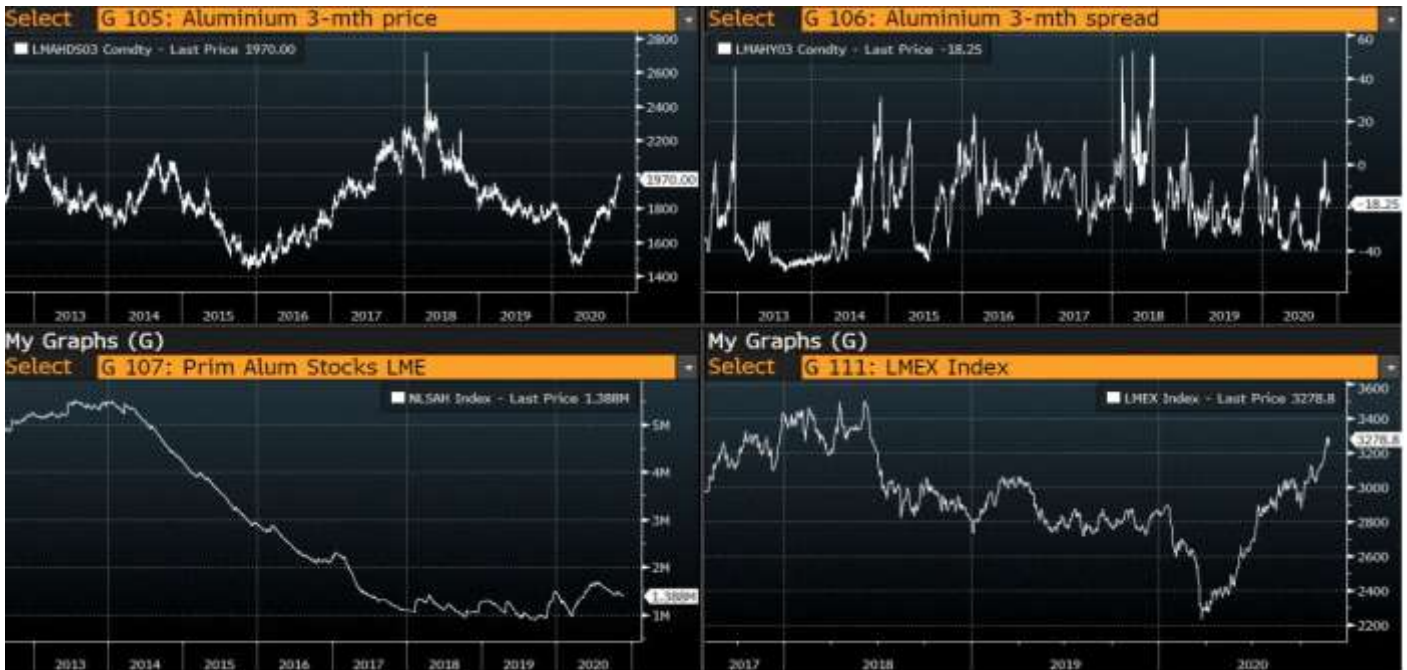 Select G 105: Aluminium 3-mth price
LMAHDS03 Comdty - Last Price 1970.00
2800
2600
2400
2200
1970.00
1800
1600
1400
2013 2014 2015 2016 2017 2018 2019 2020
Select G 106: Aluminium 3-mth spread
LMAHY03 Comdty - Last Price -18.25
60
40
20
0
-18.25
-40
2013 2014 2015 2016 2017 2018 2019 2020
My Graphs (G)
Select G 107: Prim Alum Stocks LME
NLSAH Index - Last Price 1.388M
5M
4M
3M
2M
1.388M
1M
2013 2014 2015 2016 2017 2018 2019 2020
My Graphs (G)
Select G 111: LMEX Index
LMEX Index - Last Price 3278.8
3600
3400
3278.8
3200
3000
2800
2600
2400
2200
2017 2018 2019 2020